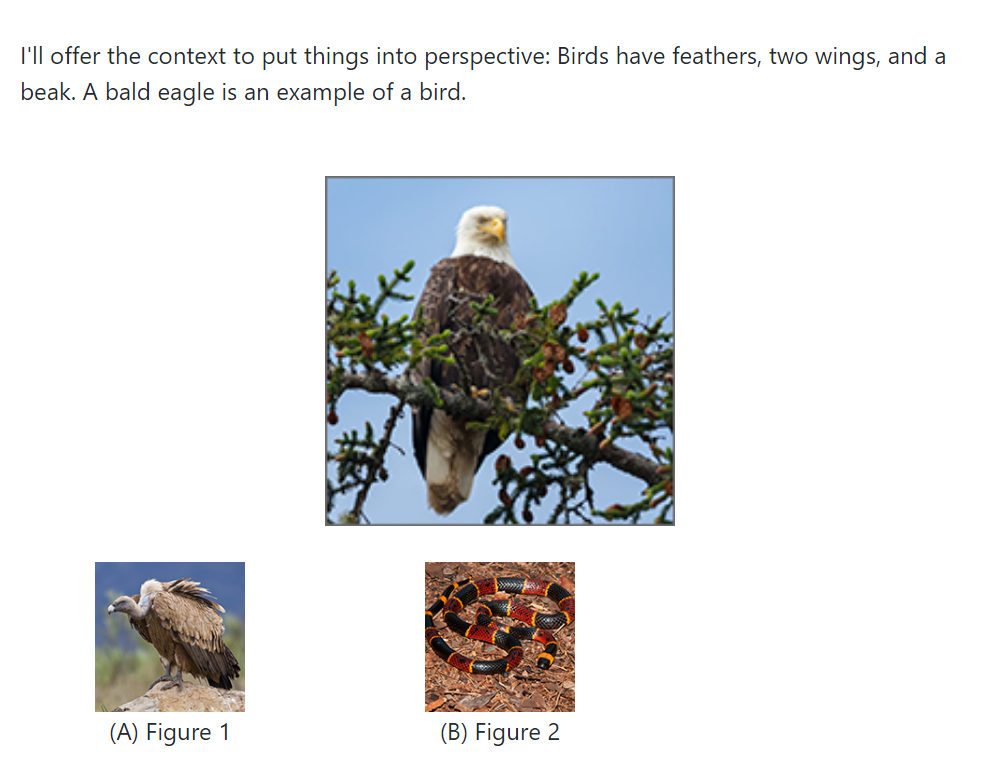 I'll offer the context to put things into perspective: Birds have feathers, two wings, and a
beak. A bald eagle is an example of a bird.
(A) Figure 1
(B) Figure 2